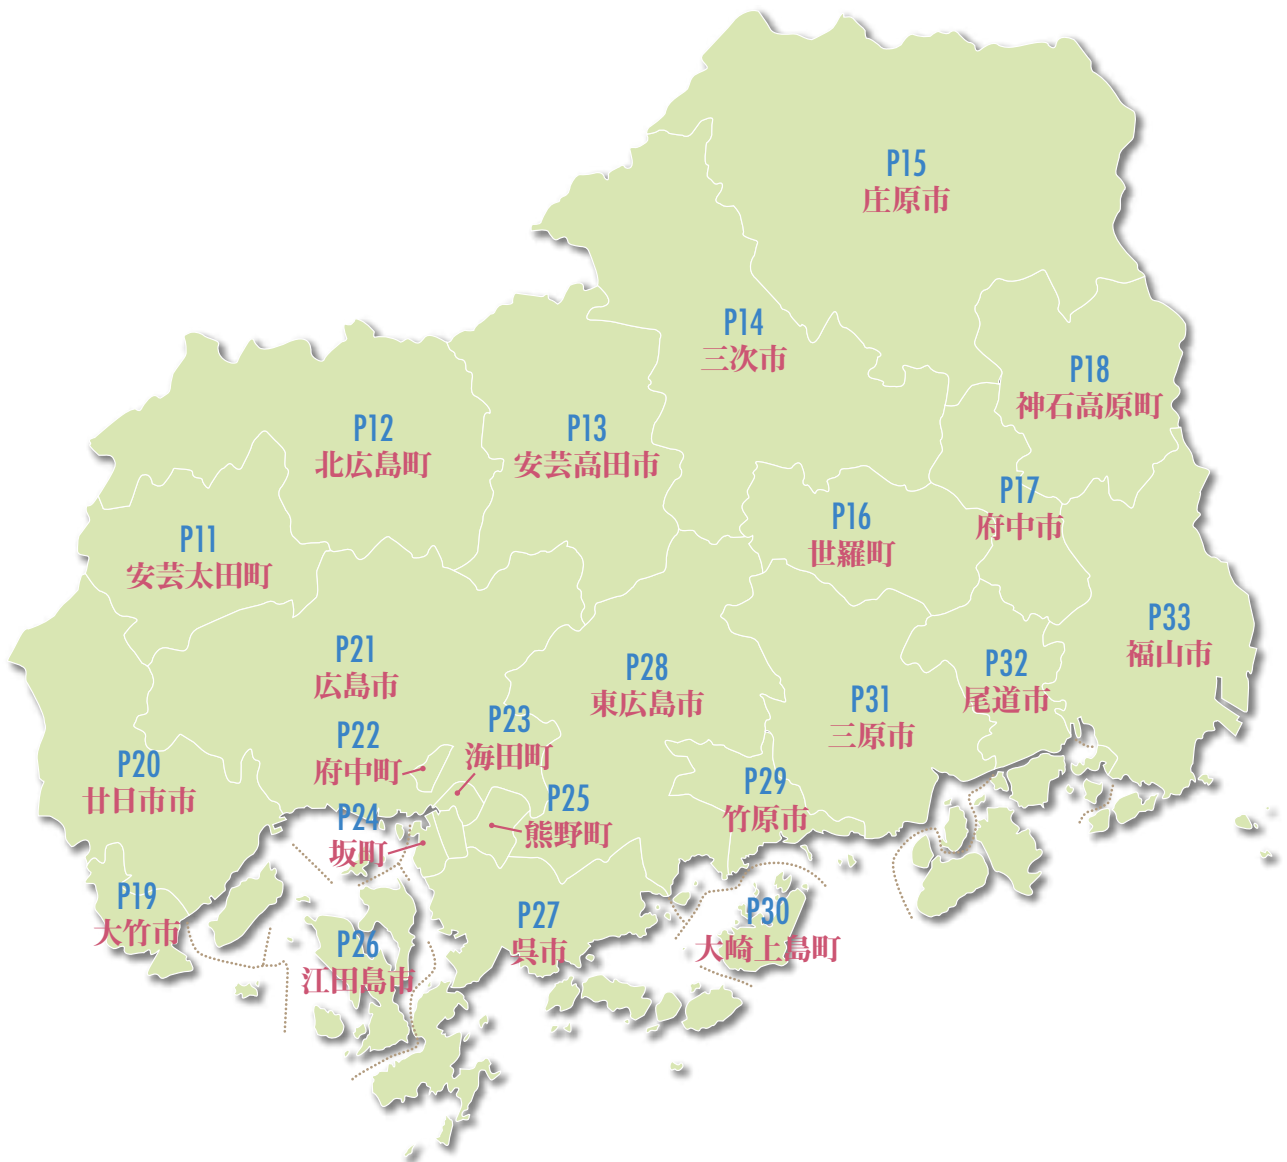 P15
庄原市
P14
三次市
P18
神石高原町
P12
北広島町
P13
安芸高田市
P17
府中市
P16
世羅町
P11
安芸太田町
P33
福山市
P21
広島市
P28
東広島市
P32
尾道市
P31
三原市
P23
海田町
P22
府中町
P20
廿日市市
P29
竹原市
P25
熊野町
P24
坂町
P19
大竹市
P30
大崎上島町
P27
呉市
P26
江田島市